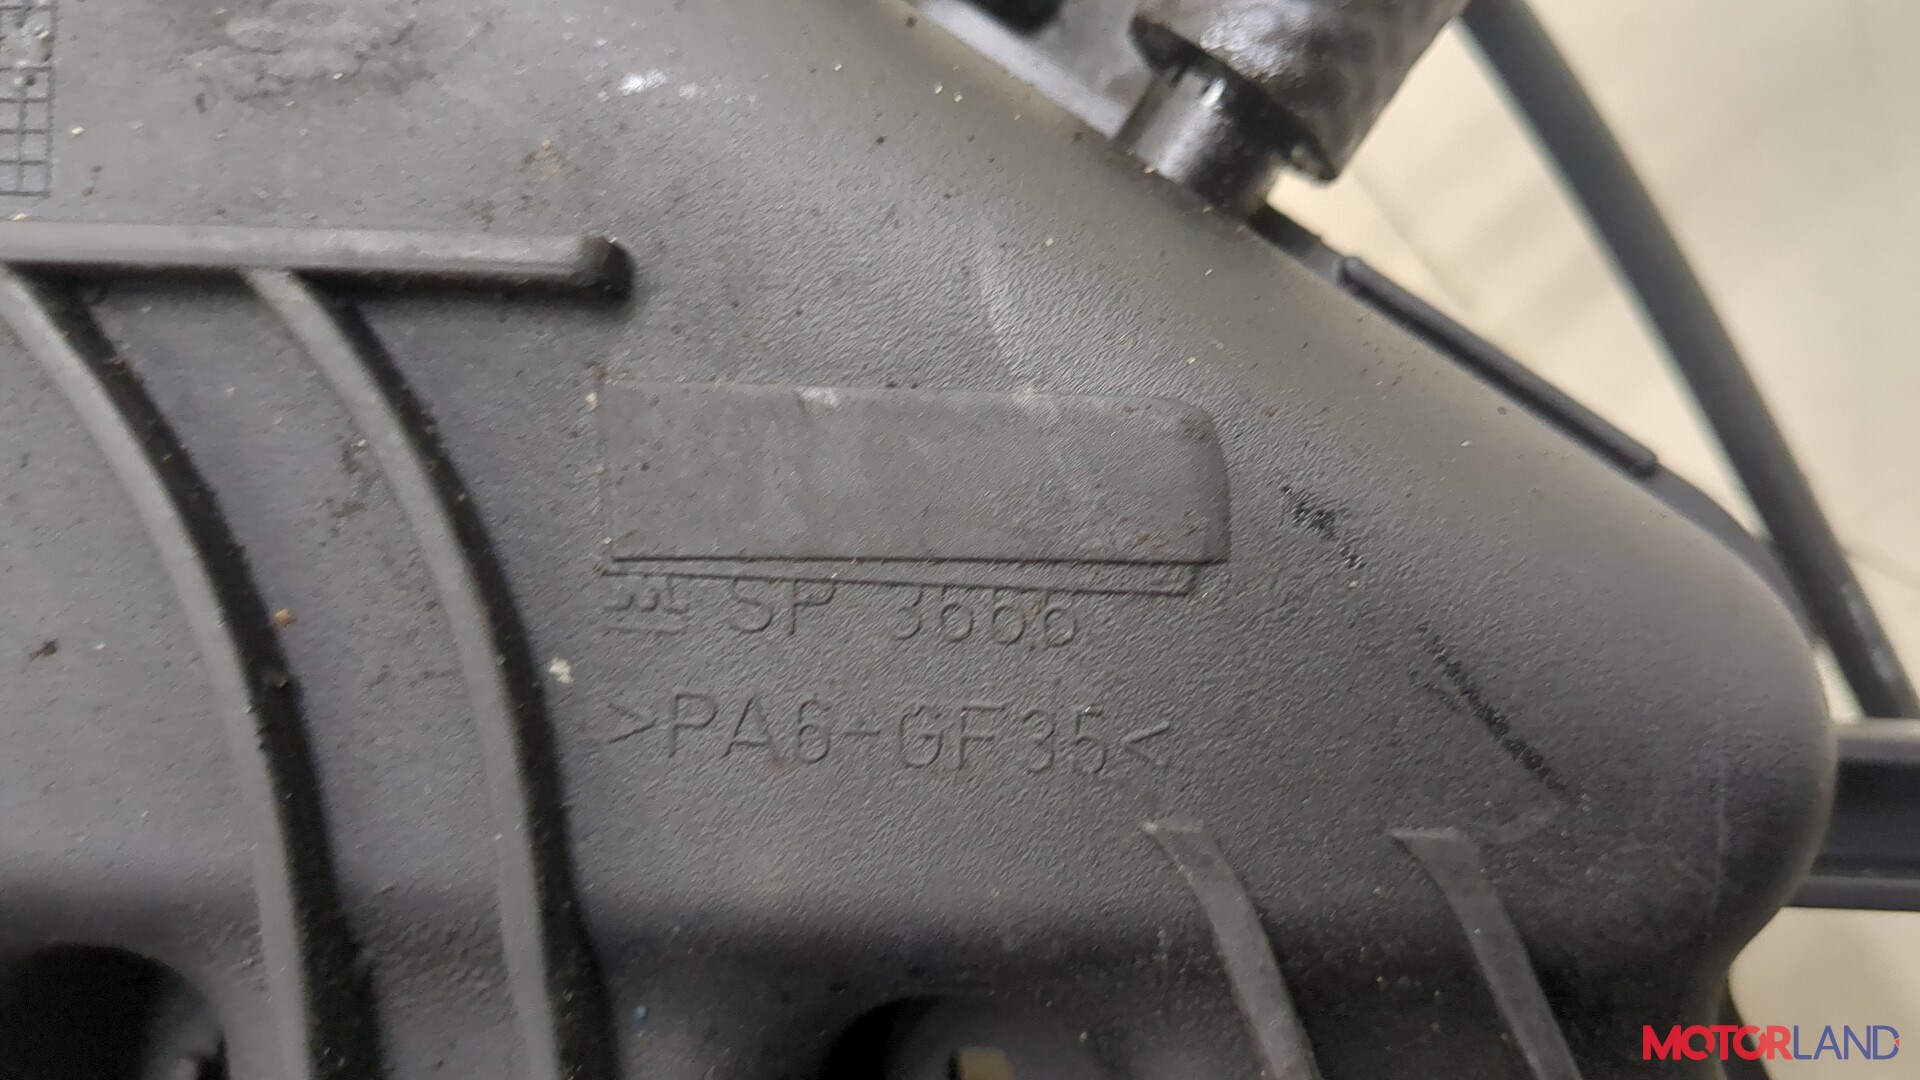 SP 3666
>PA6-GF35<
MOTORLAND